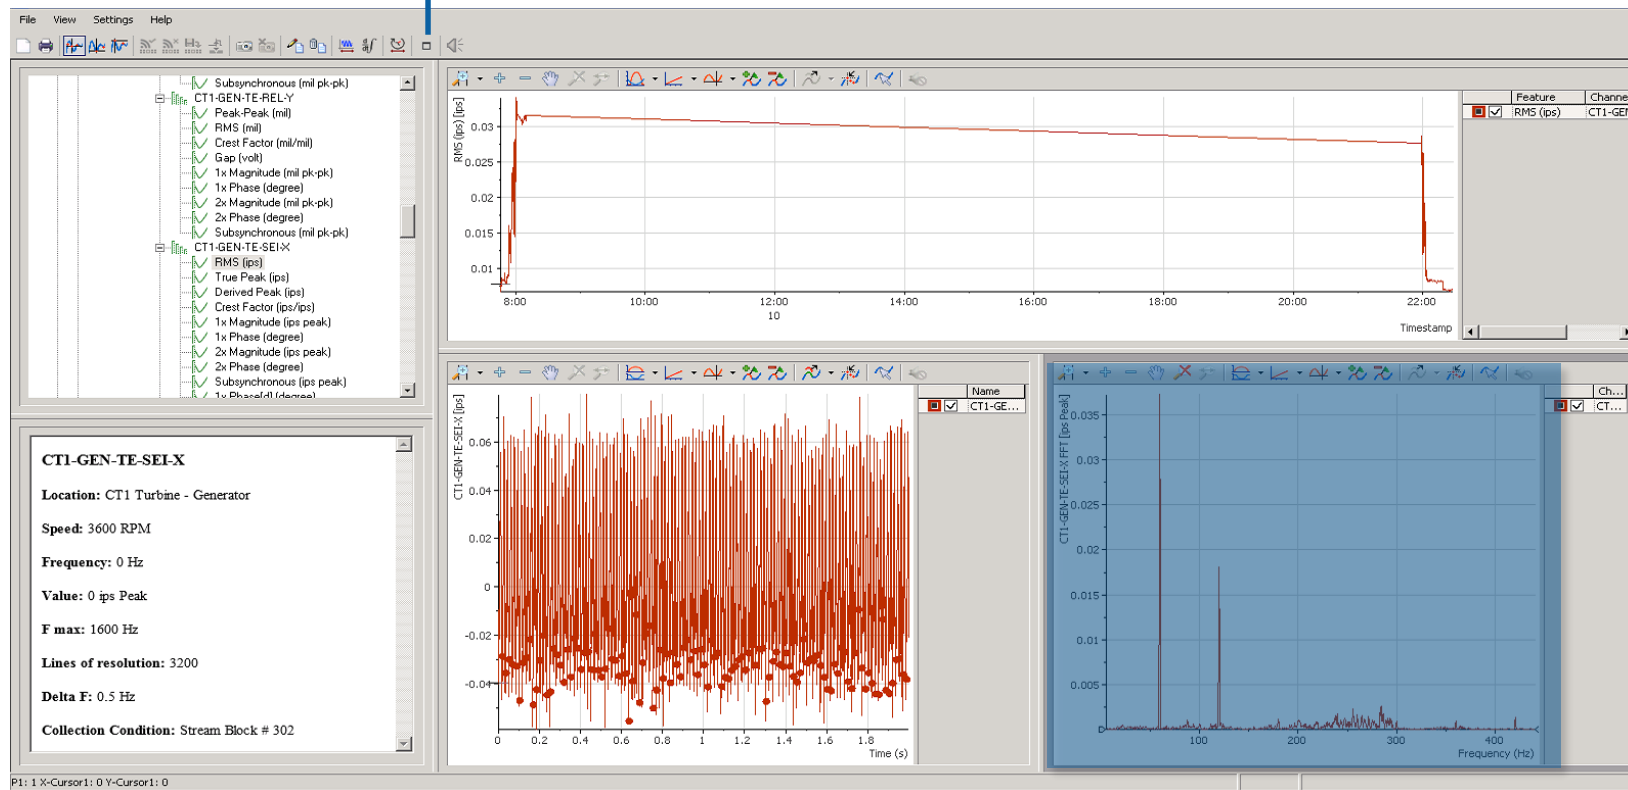 File View Settings Help
Subsynchronous (mil pk-pk)
CT1-GEN-TE-REL-Y
Peak-Peak (mil)
RMS (mil)
Crest Factor (mil/mil)
Gap (volt)
1x Magnitude (mil pk-pk)
1x Phase (degree)
2x Magnitude (mil pk-pk)
2x Phase (degree)
Subsynchronous (mil pk-pk)
CT1-GEN-TE-SEI-X
RMS (ips)
True Peak (ips)
Derived Peak (ips)
Crest Factor (ips/ips)
1x Magnitude (ips peak)
1x Phase (degree)
2x Magnitude (ips peak)
2x Phase (degree)
Subsynchronous (ips peak)
1x Phase[d] (degree)
CT1-GEN-TE-SEI-X
Location: CT1 Turbine - Generator
Speed: 3600 RPM
Frequency: 0 Hz
Value: 0 ips Peak
F max: 1600 Hz
Lines of resolution: 3200
Delta F: 0.5 Hz
Collection Condition: Stream Block # 302
RMS (ips) [ips]
0.03
0.025
0.02
0.015
0.01
8:00 10:00 12:00 14:00 16:00 18:00 20:00 22:00
10
Timestamp
Feature Channe
RMS (ips) CT1-GEN
CT1-GEN-TE-SEI-X [ips]
0.06
0.04
0.02
0
-0.02
-0.04
0 0.2 0.4 0.6 0.8 1 1.2 1.4 1.6 1.8
Time (s)
Name
CT1-GE...
CT1-GEN-TE-SEI-X FFT [ips Peak]
0.035
0.03
0.025
0.02
0.015
0.01
0.005
0
100 200 300 400
Frequency (Hz)
Ch...
CT...
P1: 1 X-Cursor1: 0 Y-Cursor1: 0